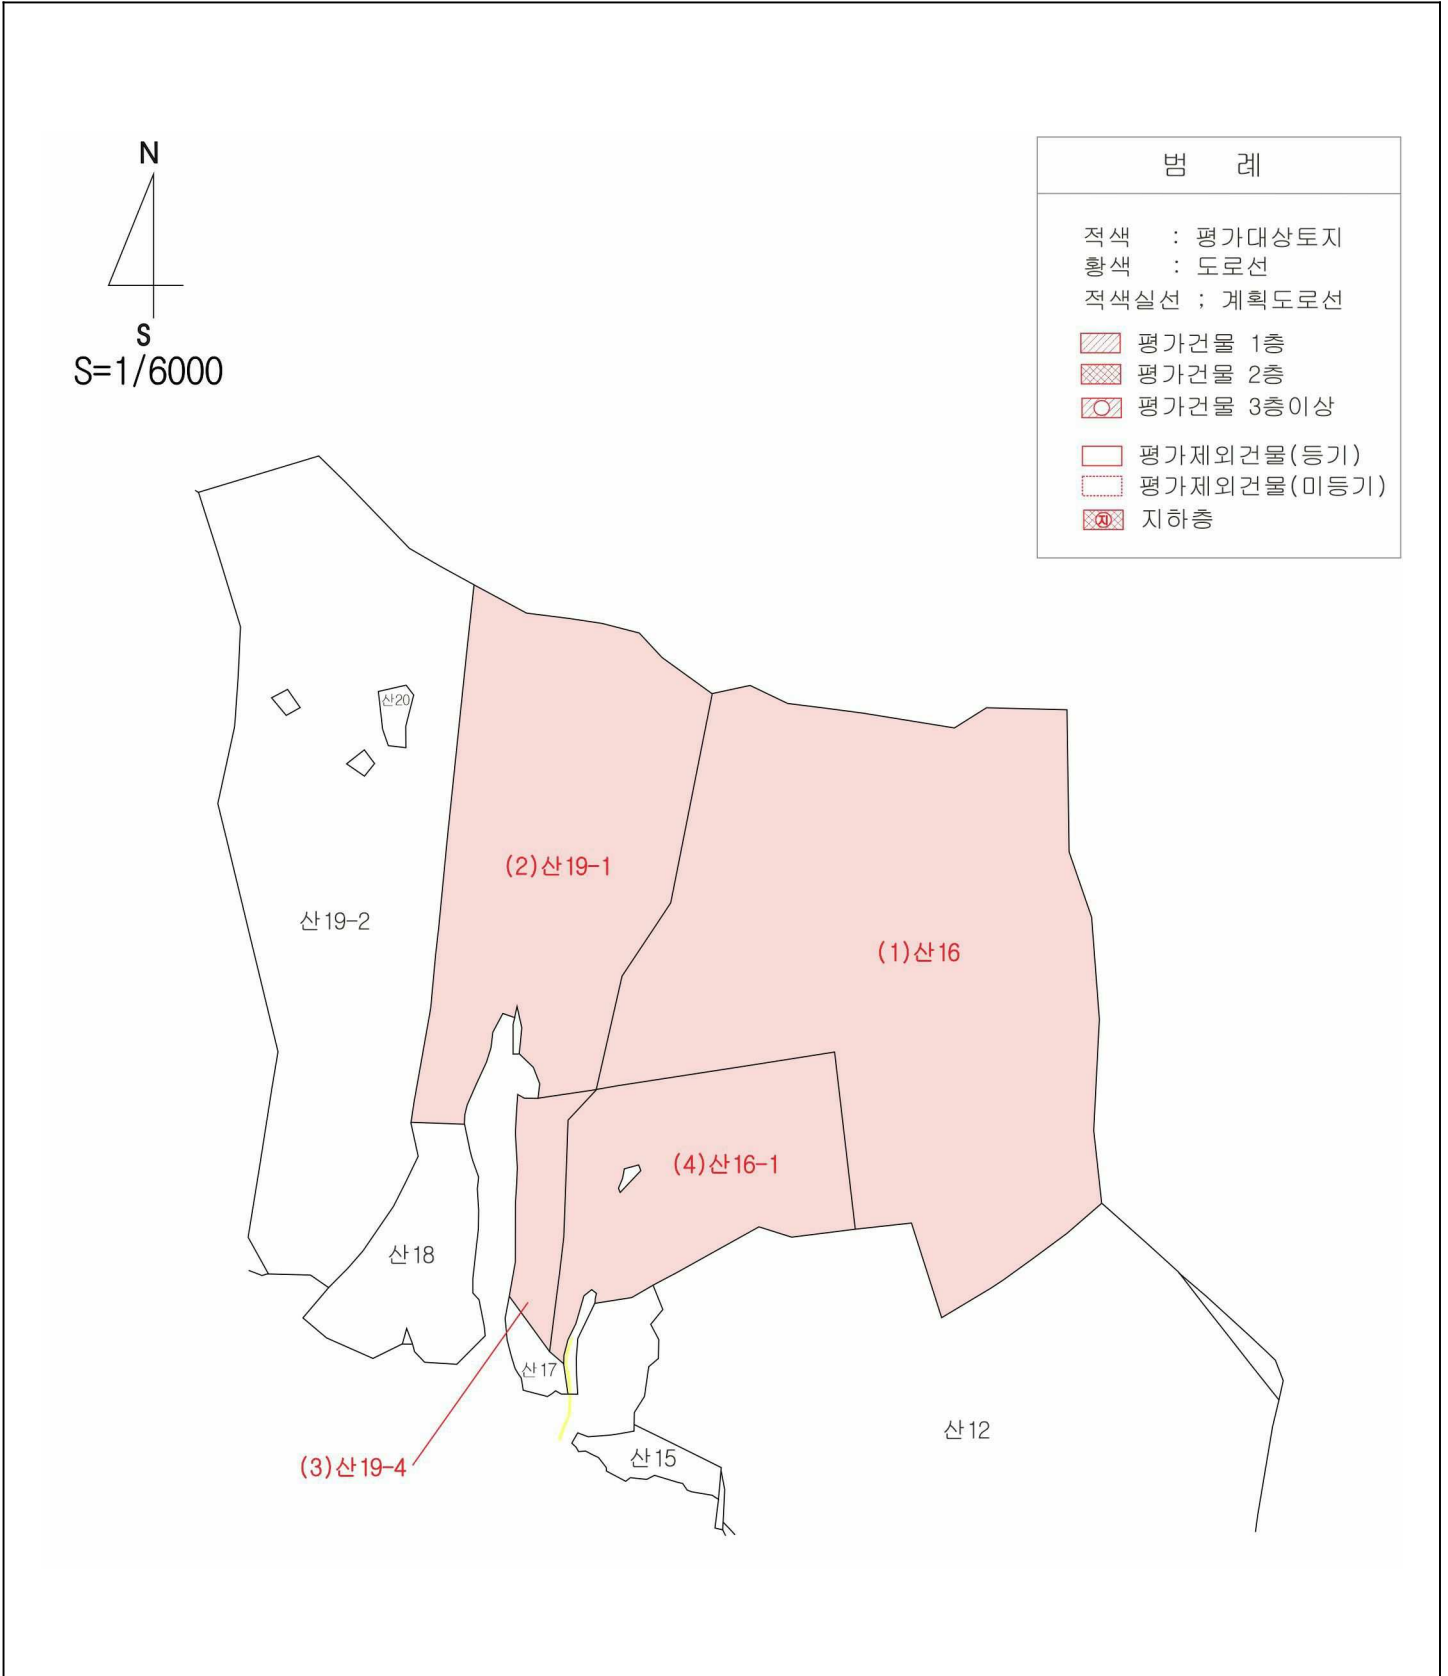 N
S
S=1/6000
범 례
적색 : 평가대상토지
황색 : 도로선
적색실선 ; 계획도로선
평가건물 1층
평가건물 2층
평가건물 3층이상
평가제외건물(등기)
평가제외건물(미등기)
지 지하층
산20
(2)산19-1
산19-2
(1)산16
(4)산16-1
산18
산17
산12
산15
(3)산19-4